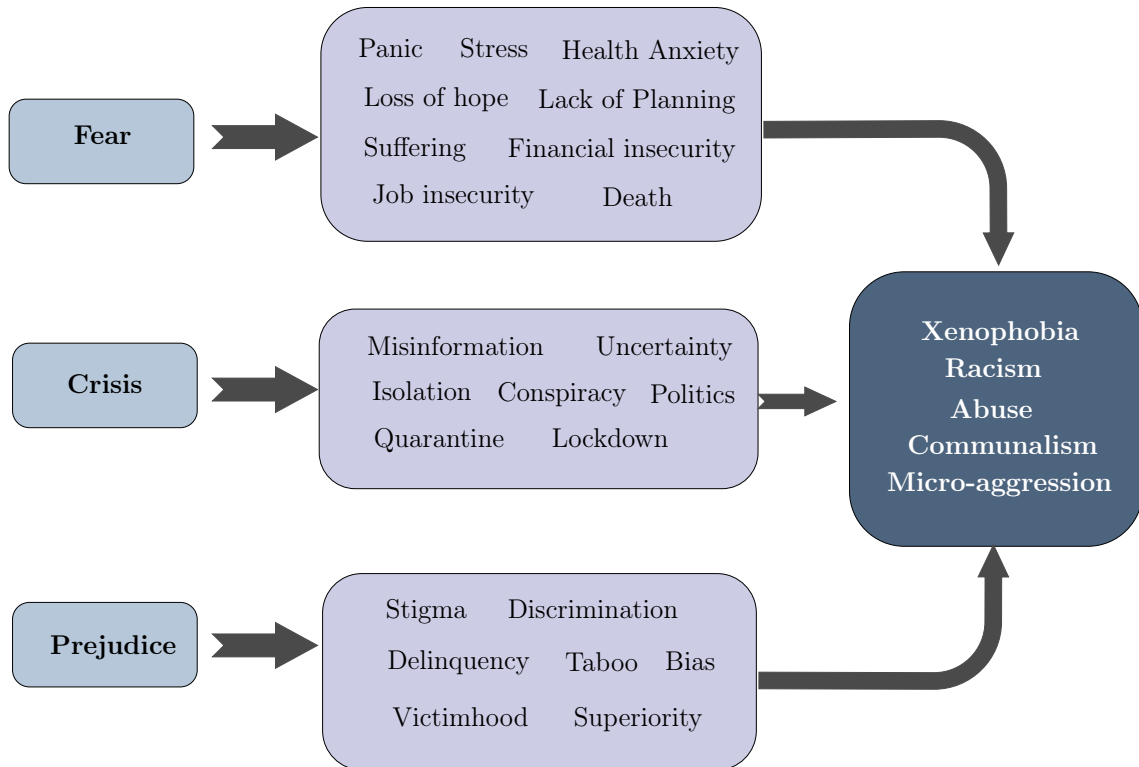 Fear
Panic Stress Health Anxiety
Loss of hope Lack of Planning
Suffering Financial insecurity
Job insecurity Death
Crisis
Misinformation Uncertainty
Isolation Conspiracy Politics
Quarantine Lockdown
Prejudice
Stigma Discrimination
Delinquency Taboo Bias
Victimhood Superiority
Xenophobia
Racism
Abuse
Communalism
Micro-aggression